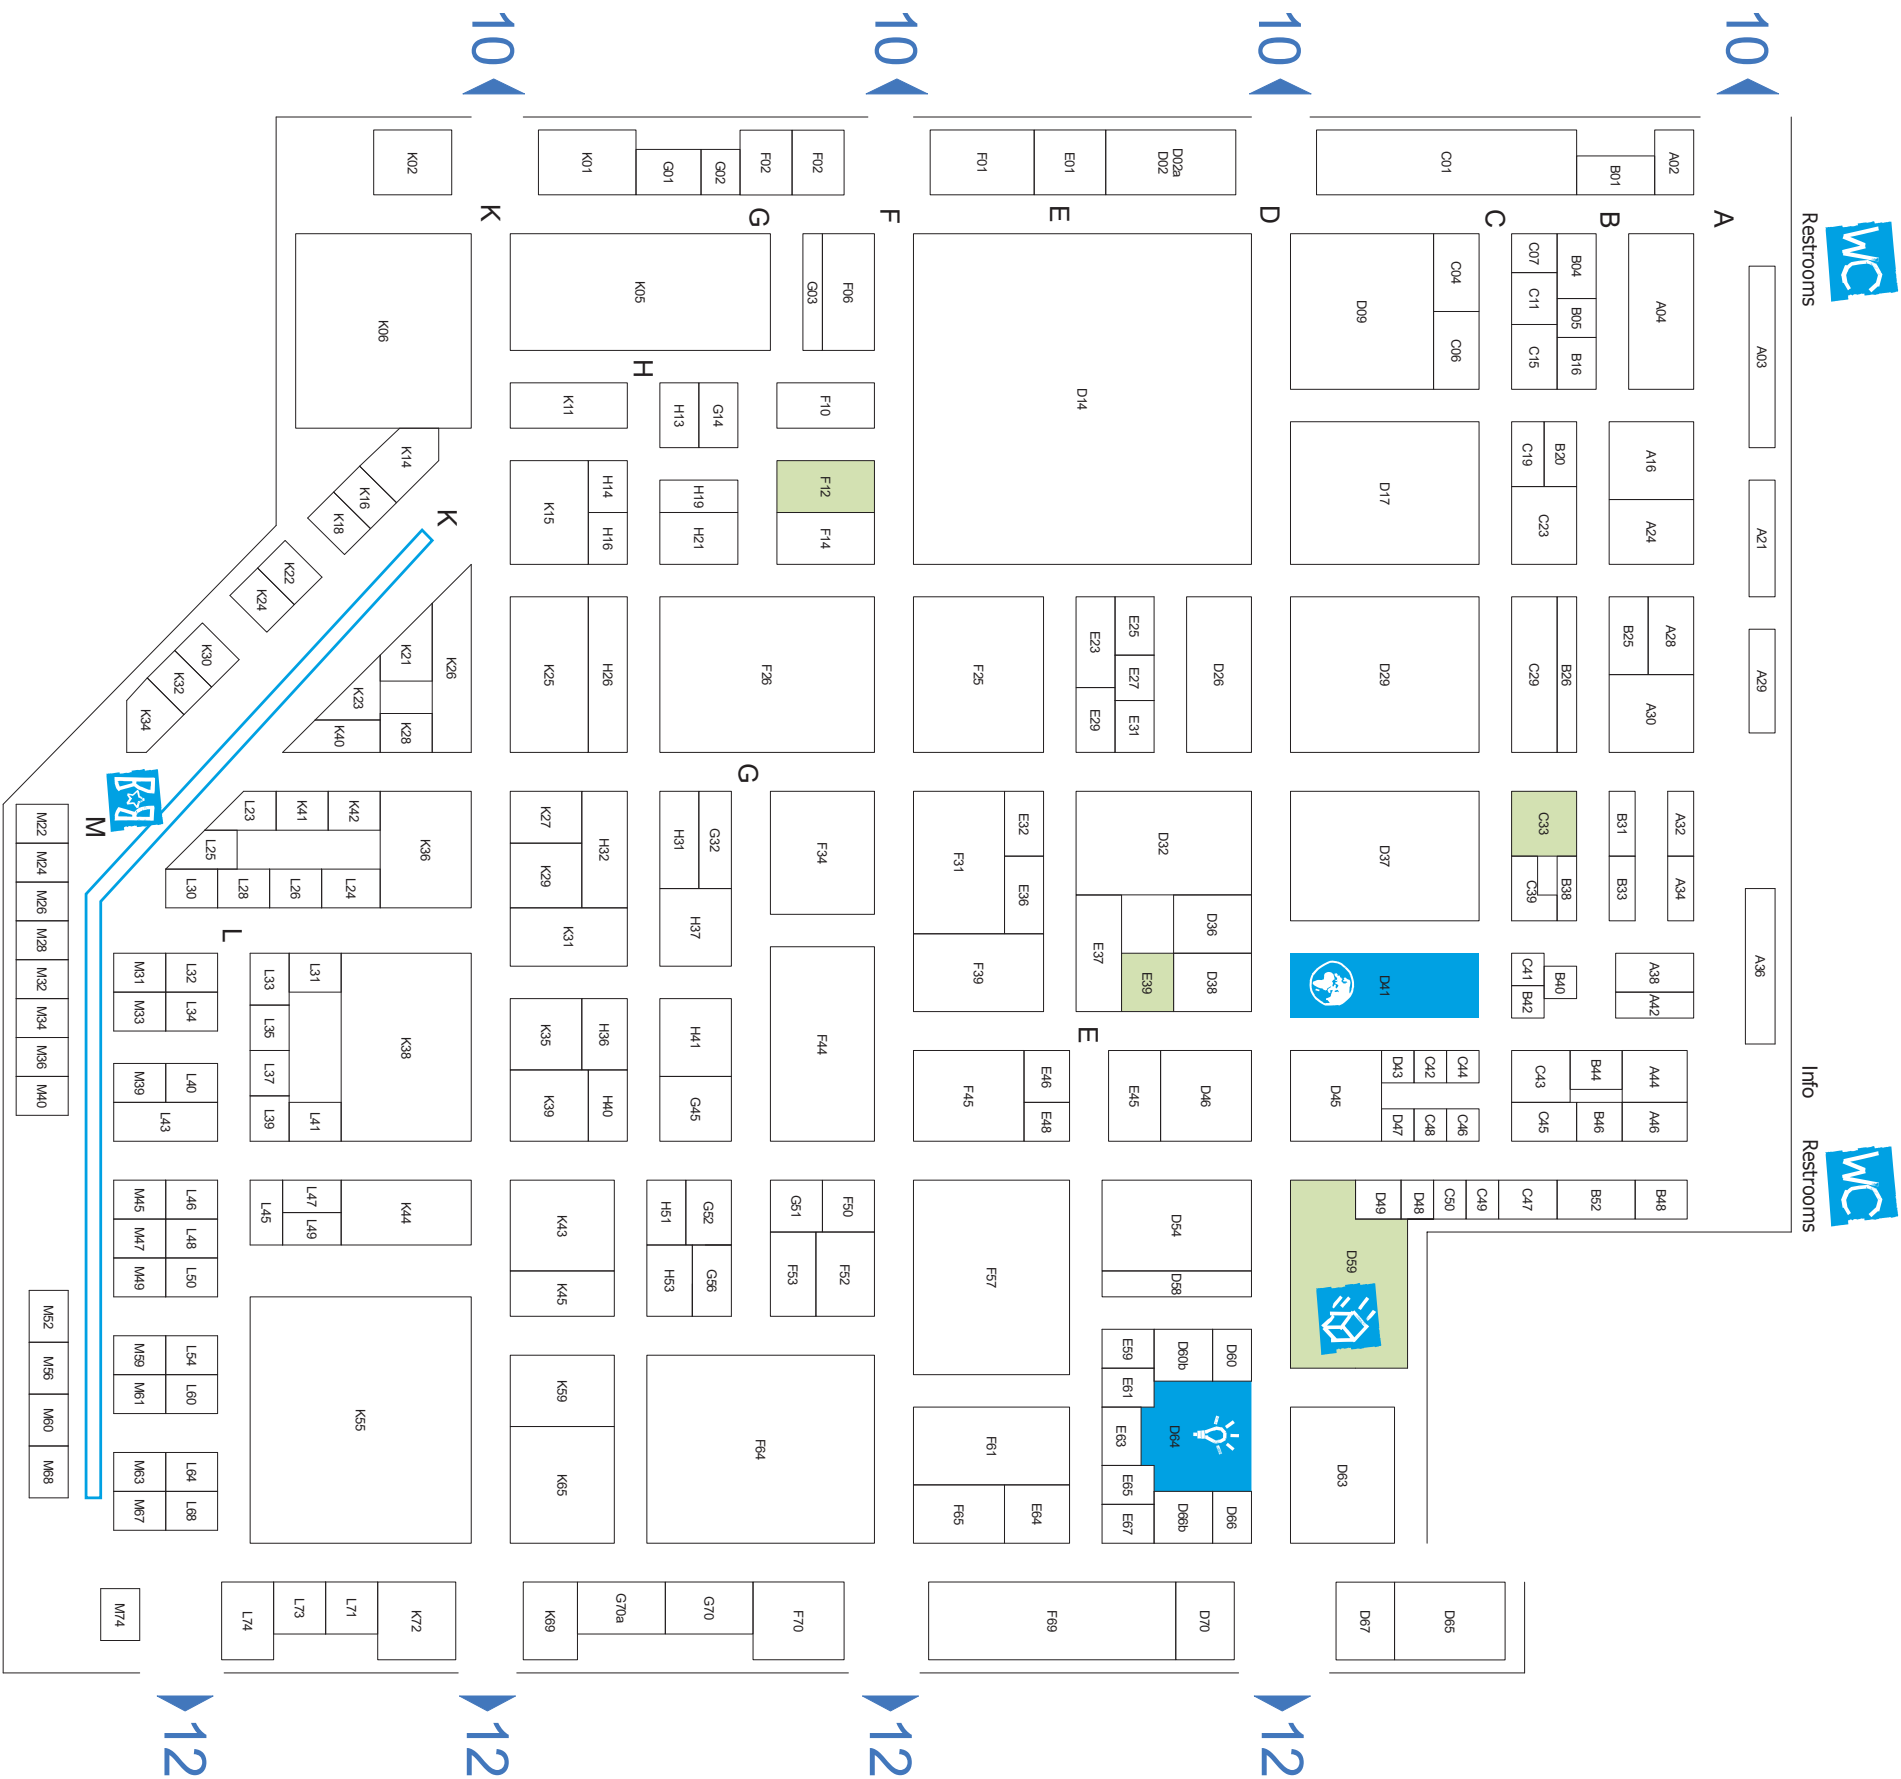 10
10
10
10
K02
K01
G01
G02
F02
F02
F01
E01
D02a
D02
C01
B01
A02
K
G
F
E
D
C
B
A
Restrooms
WC
K06
K05
G03
F06
D14
D09
C04
C06
C07
C11
C15
B04
B05
B16
A04
A03
H
K11
H13
G14
F10
K14
K16
K18
K
K15
H14
H16
H19
H21
F12
F14
D17
C19
B20
C23
A16
A24
A21
K22
K24
K30
K32
K34
K26
K21
K23
K28
K40
K25
H26
F26
F25
E23
E29
E25
E27
E31
D26
D29
C29
B26
B25
A28
A30
A29
G
M
M22
M24
M26
M28
M32
M34
M36
M40
L23
K41
K42
K36
L25
L30
L28
L26
L24
K27
K29
H32
K31
H31
G32
H37
F34
F31
E32
E36
F39
D32
E37
D36
E39
D38
D37
C33
C39
B38
B31
B33
A32
A34
A36
L
M31
L32
M33
L34
L33
L31
L35
L37
L39
L41
K38
M39
L40
L43
K35
H36
K39
H40
H41
G45
F44
E
F45
E46
E48
E45
D46
D41
D45
D43
C42
C44
D47
C48
C46
C41
B40
B42
A38
A42
C43
B44
A44
C45
B46
A46
Info
Restrooms
WC
M45
L46
M47
L48
M49
L50
L45
L47
L49
K44
K43
K45
H51
G52
H53
G56
G51
F50
F53
F52
F57
D54
D58
D59
D49
D48
C50
C49
C47
B52
B48
M52
M56
M60
M68
M59
L54
M61
L60
M63
L64
M67
L68
K55
K59
K65
F64
F61
F65
E64
E59
D60b
D60
E61
E63
D64
E65
E67
D66b
D66
D63
M74
L74
L73
L71
K72
K69
G70a
G70
F70
F69
D70
D67
D65
12
12
12
12